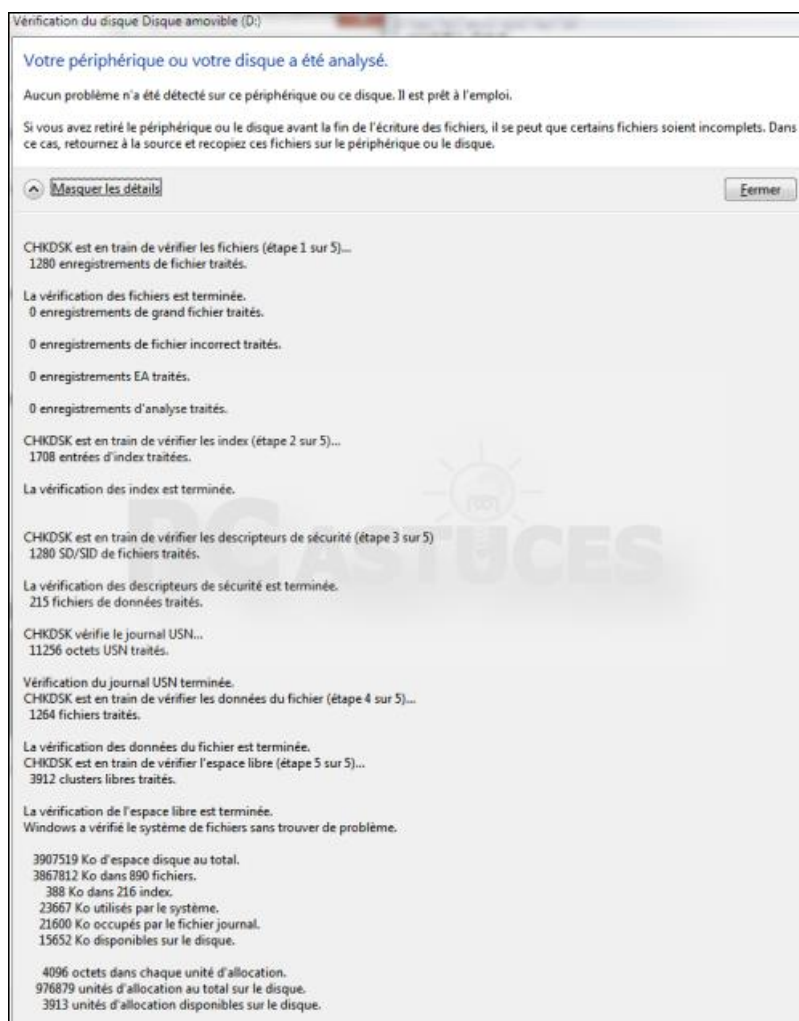 Vérification du disque Disque amovible (D:)
Votre périphérique ou votre disque a été analysé.
Aucun problème n'a été détecté sur ce périphérique ou ce disque. Il est prêt à l'emploi.
Si vous avez retiré le périphérique ou le disque avant la fin de l'écriture des fichiers, il se peut que certains fichiers soient incomplets. Dans
ce cas, retournez à la source et recopiez ces fichiers sur le périphérique ou le disque.
Masquer les détails
Fermer
CHKDSK est en train de vérifier les fichiers (étape 1 sur 5)...
1280 enregistrements de fichier traités.
La vérification des fichiers est terminée.
0 enregistrements de grand fichier traités.
0 enregistrements de fichier incorrect traités.
0 enregistrements EA traités.
0 enregistrements d'analyse traités.
CHKDSK est en train de vérifier les index (étape 2 sur 5)...
1708 entrées d'index traitées.
La vérification des index est terminée.
PC ASTUCES
CHKDSK est en train de vérifier les descripteurs de sécurité (étape 3 sur 5)
1280 SD/SID de fichiers traités.
La vérification des descripteurs de sécurité est terminée.
215 fichiers de données traités.
CHKDSK vérifie le journal USN...
11256 octets USN traités.
Vérification du journal USN terminée.
CHKDSK est en train de vérifier les données du fichier (étape 4 sur 5)...
1264 fichiers traités.
La vérification des données du fichier est terminée.
CHKDSK est en train de vérifier l'espace libre (étape 5 sur 5)...
3912 clusters libres traités.
La vérification de l'espace libre est terminée.
Windows a vérifié le système de fichiers sans trouver de problème.
3907519 Ko d'espace disque au total.
3867812 Ko dans 890 fichiers.
388 Ko dans 216 index.
23667 Ko utilisés par le système.
21600 Ko occupés par le fichier journal.
15652 Ko disponibles sur le disque.
4096 octets dans chaque unité d'allocation.
976879 unités d'allocation au total sur le disque.
3913 unités d'allocation disponibles sur le disque.